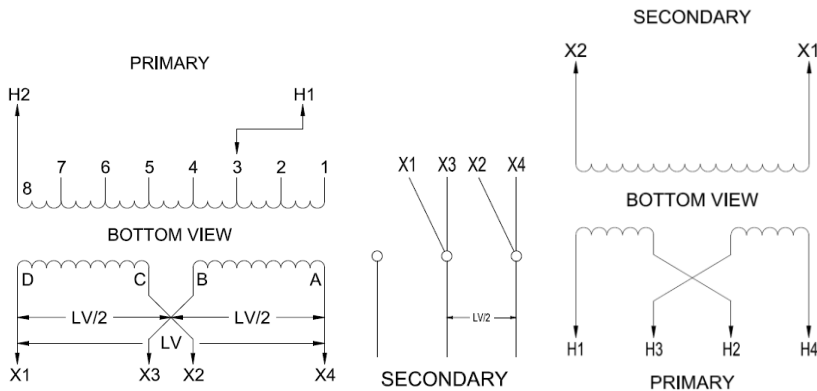 PRIMARY
H2 H1
8 7 6 5 4 3 2 1
BOTTOM VIEW
D C B A
LV/2 LV/2
LV
X1 X3 X2 X4
X1 X3 X2 X4
LV/2
SECONDARY
SECONDARY
X2 X1
BOTTOM VIEW
H1 H3 H2 H4
PRIMARY